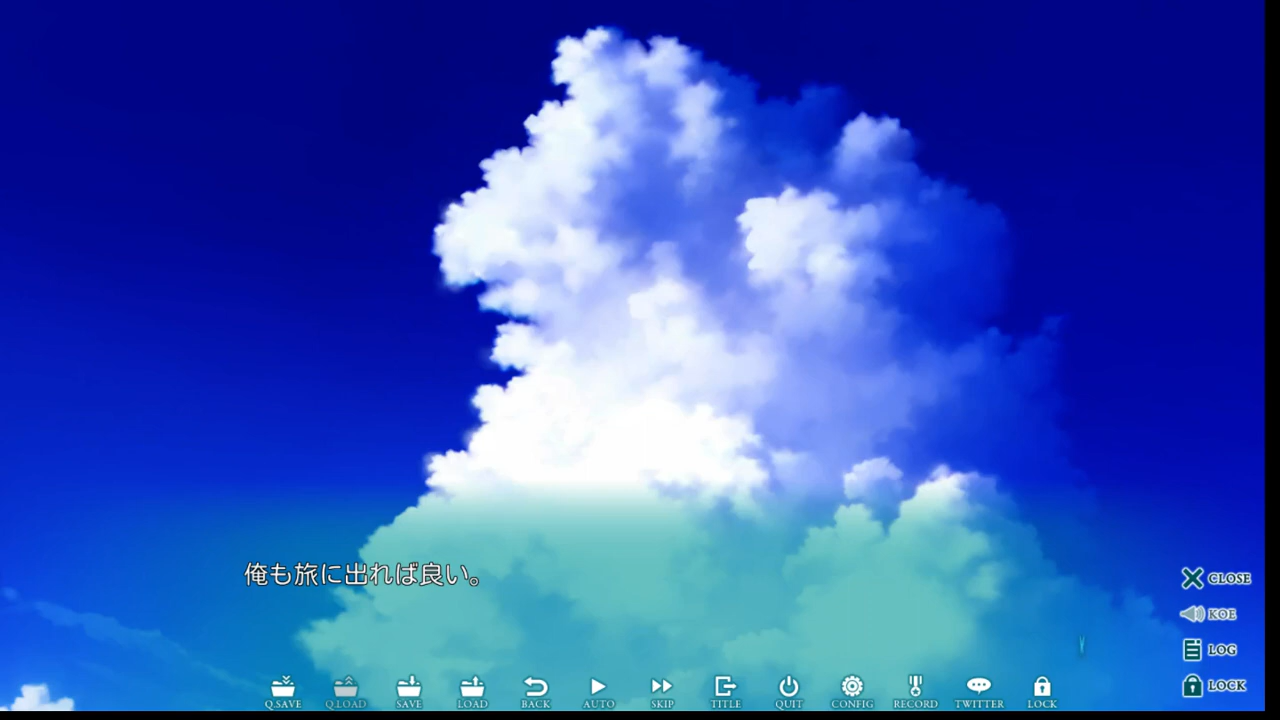 俺も旅に出れば良い。
CLOSE
KOE
LOG
LOCK
Q.SAVE
Q.LOAD
SAVE
LOAD
BACK
AUTO
SKIP
TITLE
QUIT
CONFIG
RECORD
TWITTER
LOCK